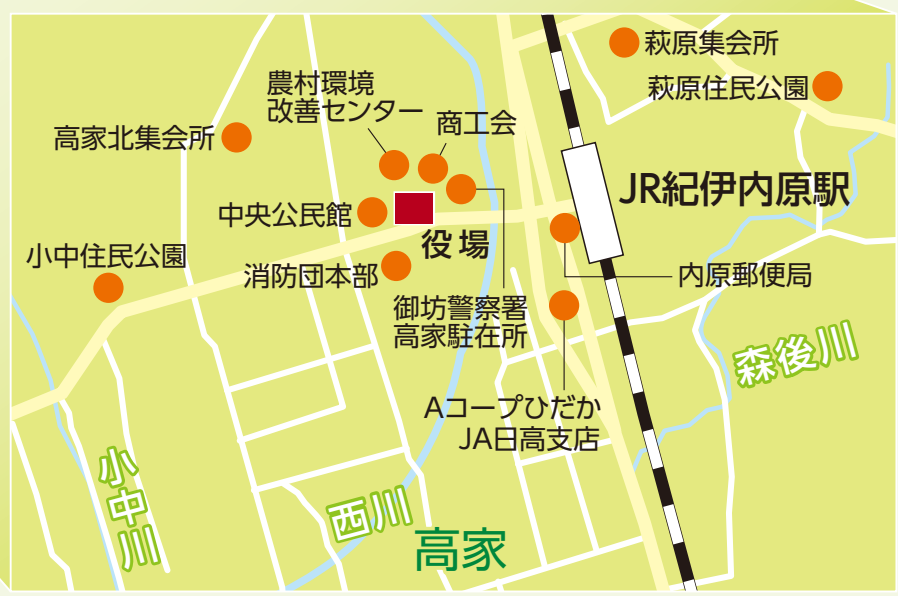 萩原集会所
萩原住民公園
農村環境
改善センター
商工会
高家北集会所
JR紀伊内原駅
中央公民館
役場
小中住民公園
消防団本部
内原郵便局
御坊警察署
高家駐在所
森後川
Aコープひだか
JA日高支店
小中川
西川
高家